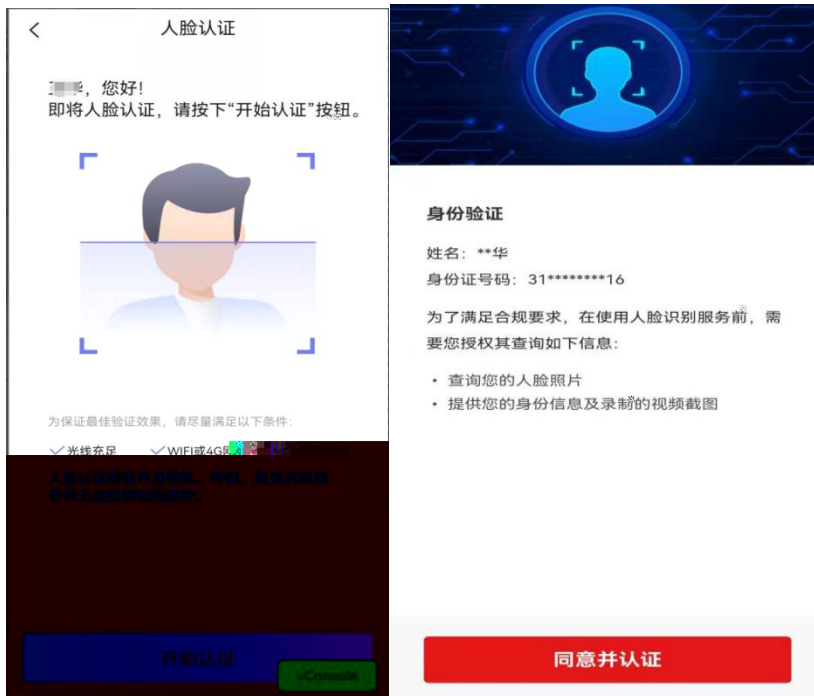 人脸认证
华，您好！
即将人脸认证，请按下“开始认证”按钮。
为保证最佳验证效果，请尽量满足以下条件：
光线充足 WIFI或4G
开始认证
vConsole
身份验证
姓名：**华
身份证号码：31********16
为了满足合规要求，在使用人脸识别服务前，需
要您授权其查询如下信息：
• 查询您的人脸照片
• 提供您的身份信息及录制的视频截图
同意并认证